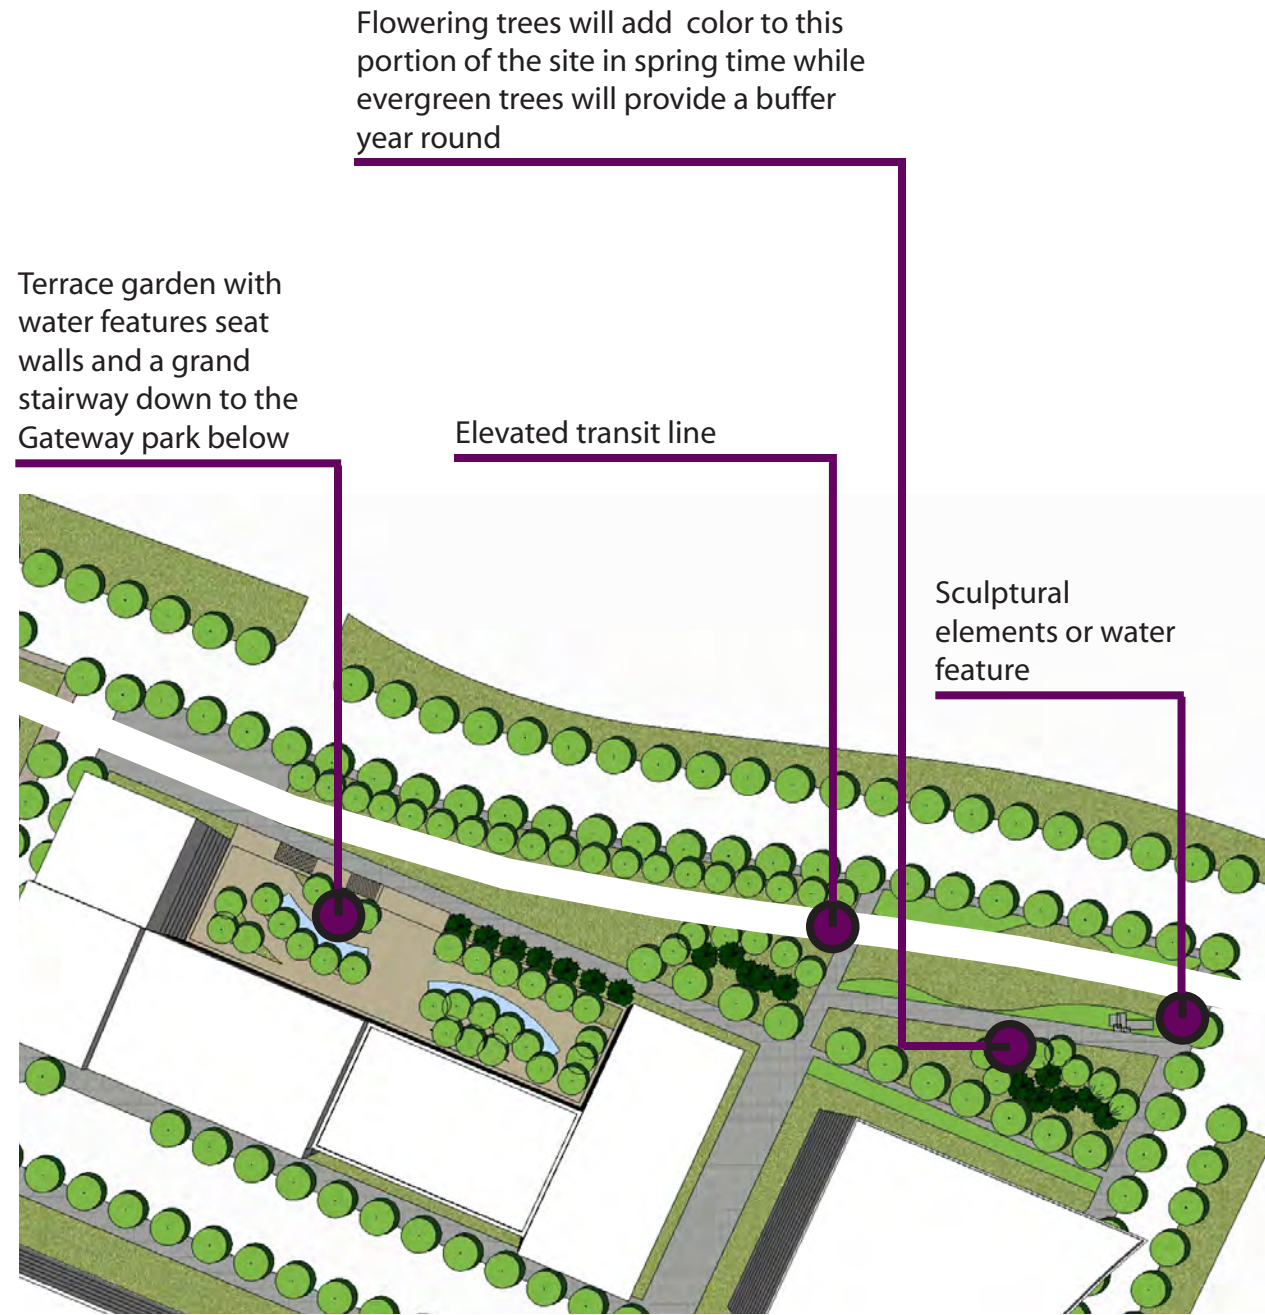 Flowering trees will add  color to this
portion of the site in spring time while
evergreen trees will provide a buffer
year round
Terrace garden with
water features seat
walls and a grand
stairway down to the
Gateway park below
Elevated transit line
Sculptural
elements or water
feature